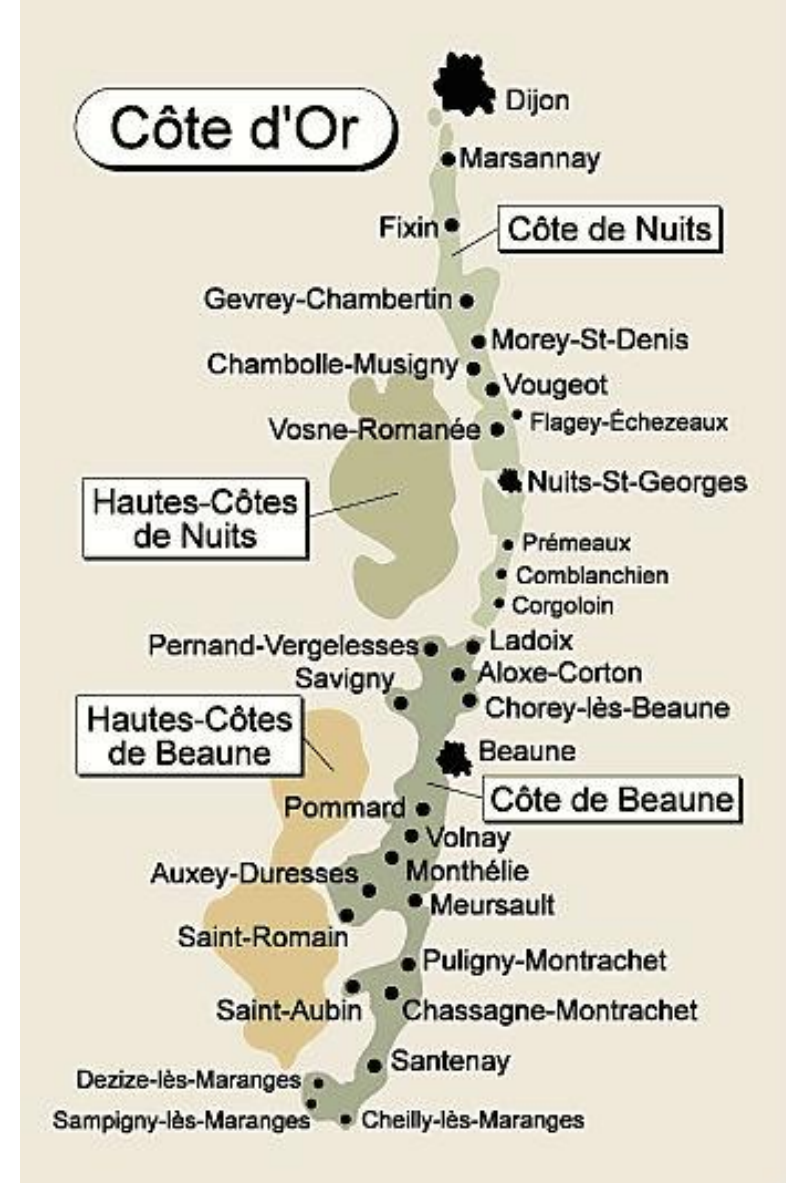 Dijon
Côte d'Or
Marsannay
Fixin
Côte de Nuits
Gevrey-Chambertin
Morey-St-Denis
Chambolle-Musigny
Vougeot
Flagey-Échezeaux
Vosne-Romanée
Nuits-St-Georges
Hautes-Côtes
de Nuits
Prémeaux
Comblanchien
Corgoloin
Ladoix
Pernand-Vergelesses
Aloxe-Corton
Savigny
Chorey-lès-Beaune
Hautes-Côtes
de Beaune
Beaune
Côte de Beaune
Pommard
Volnay
Monthélie
Auxey-Duresses
Meursault
Saint-Romain
Puligny-Montrachet
Saint-Aubin
Chassagne-Montrachet
Santenay
Dezize-lès-Maranges
Sampigny-lès-Maranges
Cheilly-lès-Maranges